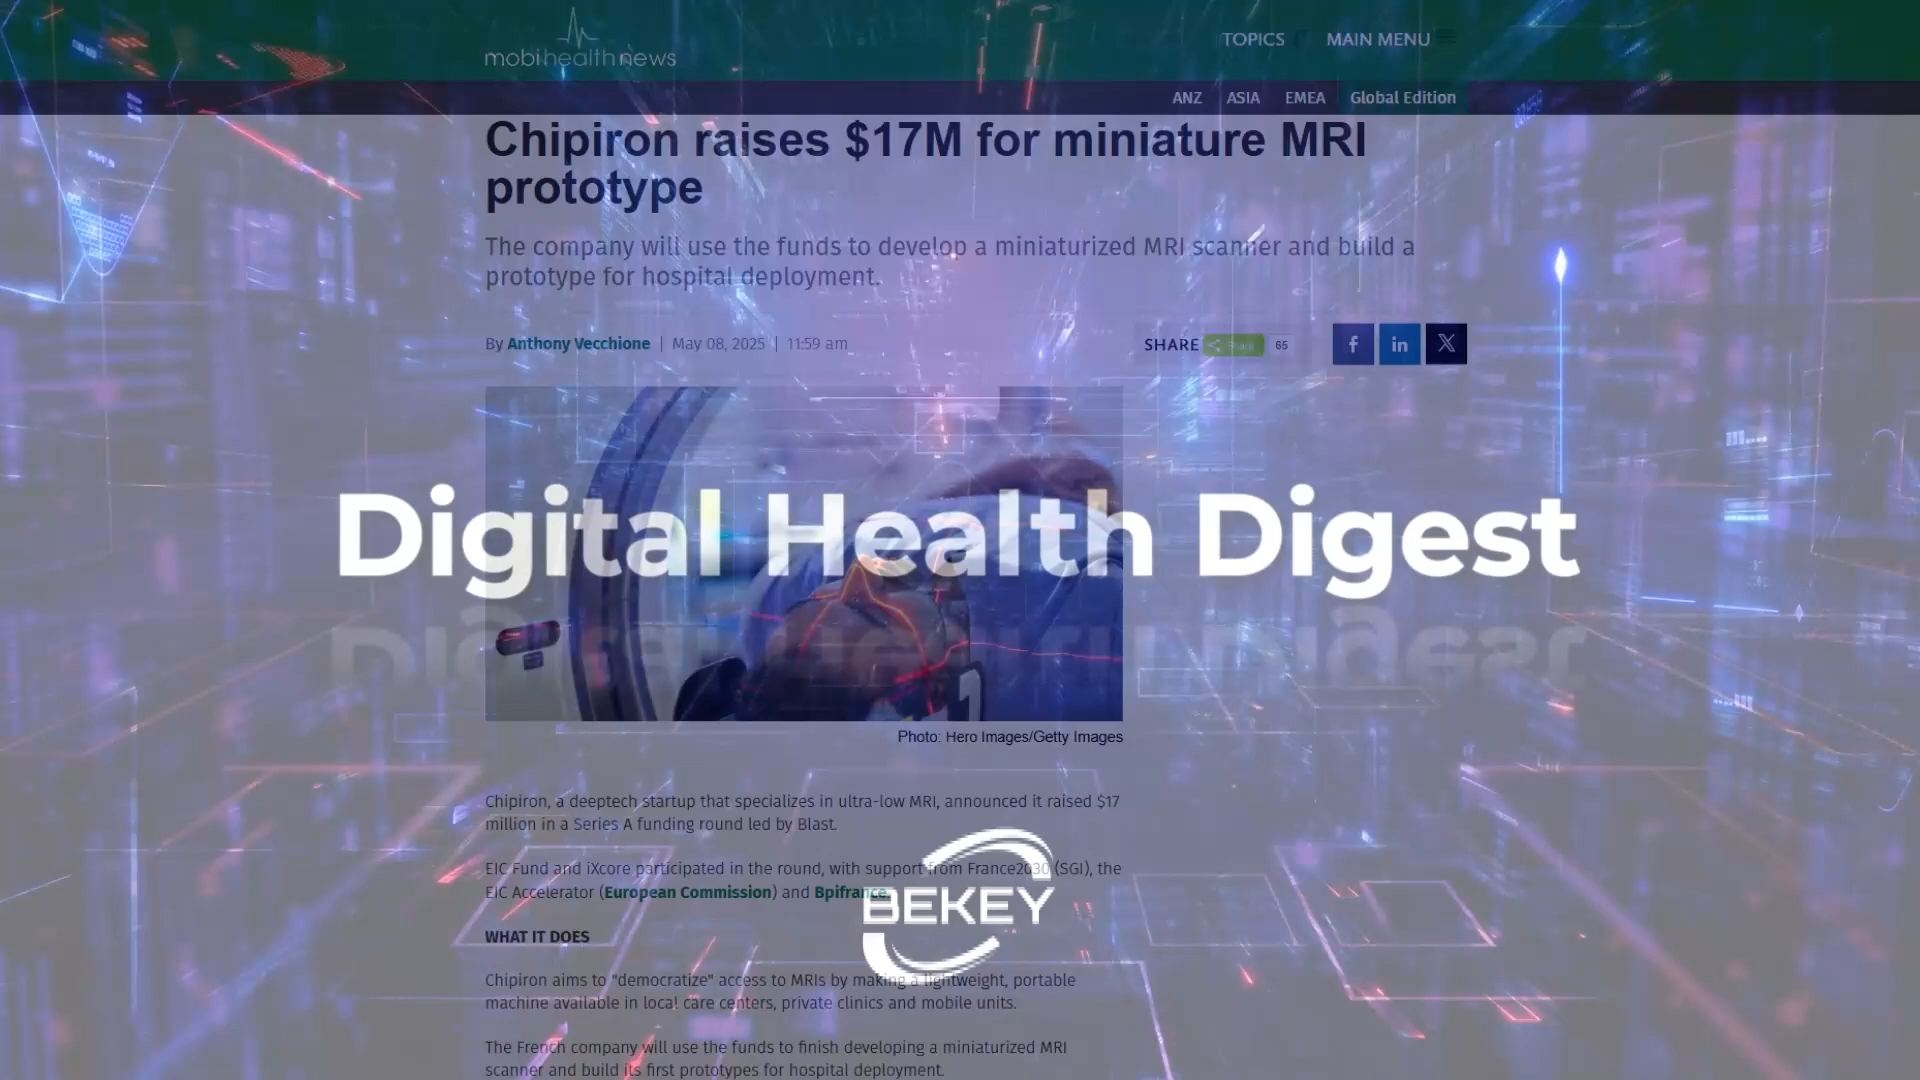 mobihealthnews
TOPICS
MAIN MENU
ANZ
ASIA
EMEA
Global Edition
Chipiron raises $17M for miniature MRI
prototype
The company will use the funds to develop a miniaturized MRI scanner and build a
prototype for hospital deployment.
By Anthony Vecchione | May 08, 2025 | 11:59 am
SHARE
Share
65
Digital Health Digest
Photo: Hero Images/Getty Images
Chipiron, a deeptech startup that specializes in ultra-low MRI, announced it raised $17
million in a Series A funding round led by Blast.
EIC Fund and iXcore participated in the round, with support from France2030 (SGI), the
EIC Accelerator (European Commission) and Bpifrance.
BEKEY
WHAT IT DOES
Chipiron aims to "democratize" access to MRIs by making a lightweight, portable
machine available in local care centers, private clinics and mobile units.
The French company will use the funds to finish developing a miniaturized MRI
scanner and build its first prototypes for hospital deployment.